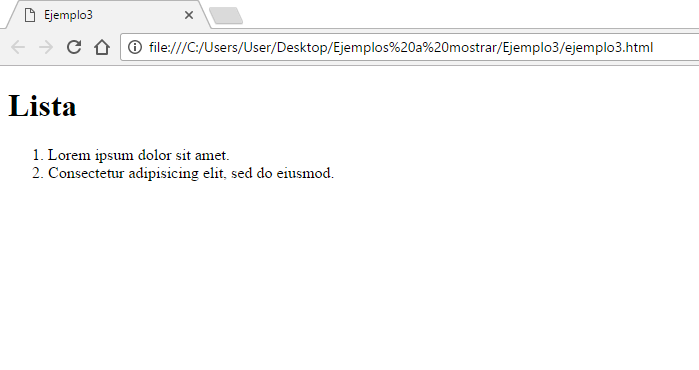 Ejemplo3
file:///C:/Users/User/Desktop/Ejemplos%20a%20mostrar/Ejemplo3/ejemplo3.html
Lista
1. Lorem ipsum dolor sit amet.
2. Consectetur adipisicing elit, sed do eiusmod.